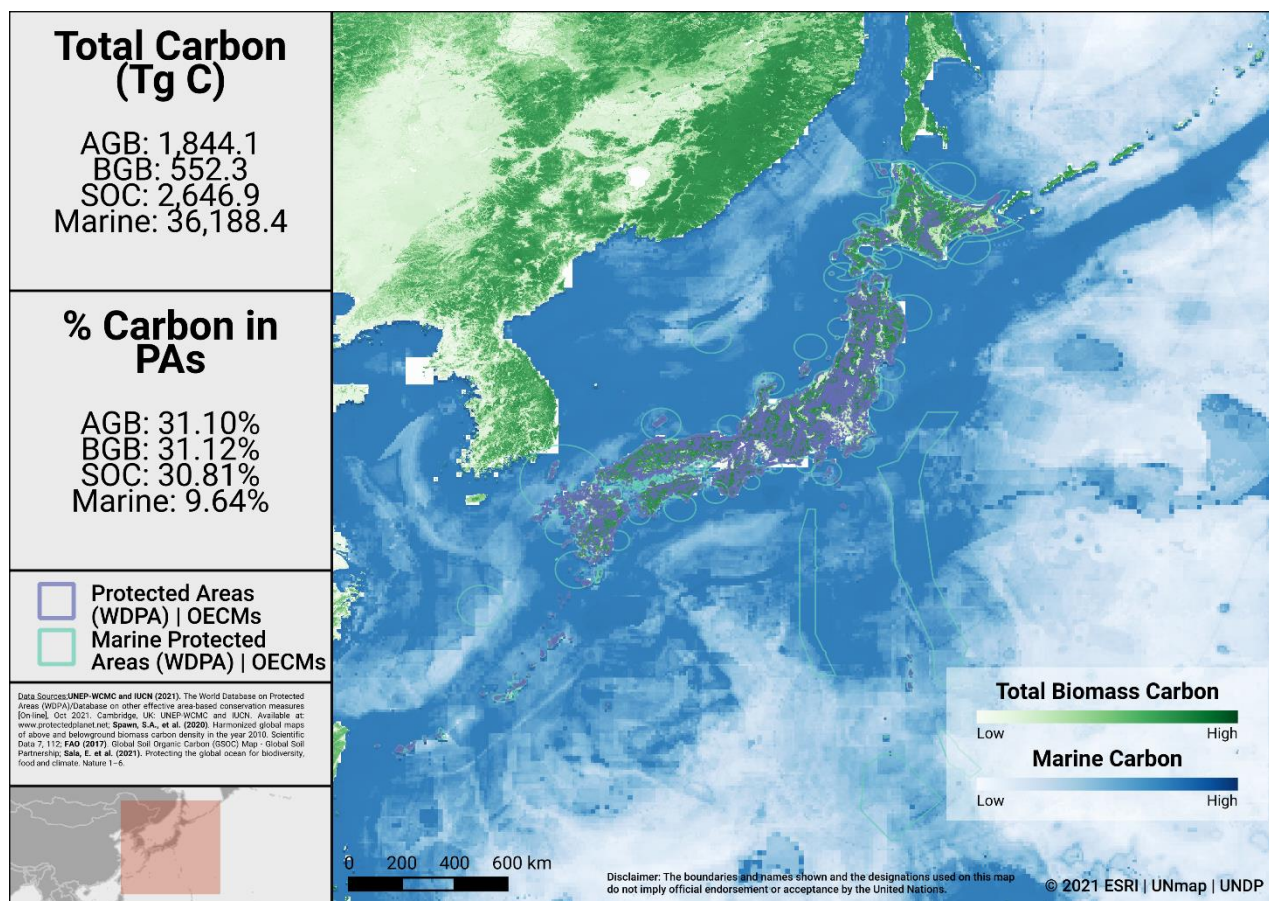 Total Carbon
(Tg C)
AGB: 1,844.1
BGB: 552.3
SOC: 2,646.9
Marine: 36,188.4
% Carbon in
PAs
AGB: 31.10%
BGB: 31.12%
SOC: 30.81%
Marine: 9.64%
Protected Areas
(WDPA) | OECMs
Marine Protected
Areas (WDPA) | OECMs
Data Sources:UNEP-WCMC and IUCN (2021). The World Database on Protected
Areas (WDPA)/Database on other effective area-based conservation measures
[On-line], Oct 2021. Cambridge, UK: UNEP-WCMC and IUCN. Available at:
www.protectedplanet.net; Spawn, S.A., et al. (2020). Harmonized global maps
of above and belowground biomass carbon density in the year 2010. Scientific
Data 7, 112; FAO (2017). Global Soil Organic Carbon (GSOC) Map - Global Soil
Partnership; Sala, E. et al. (2021). Protecting the global ocean for biodiversity,
food and climate. Nature 1–6.
Total Biomass Carbon
Low High
Marine Carbon
Low High
0 200 400 600 km
Disclaimer: The boundaries and names shown and the designations used on this map
do not imply official endorsement or acceptance by the United Nations.
© 2021 ESRI | UNmap | UNDP